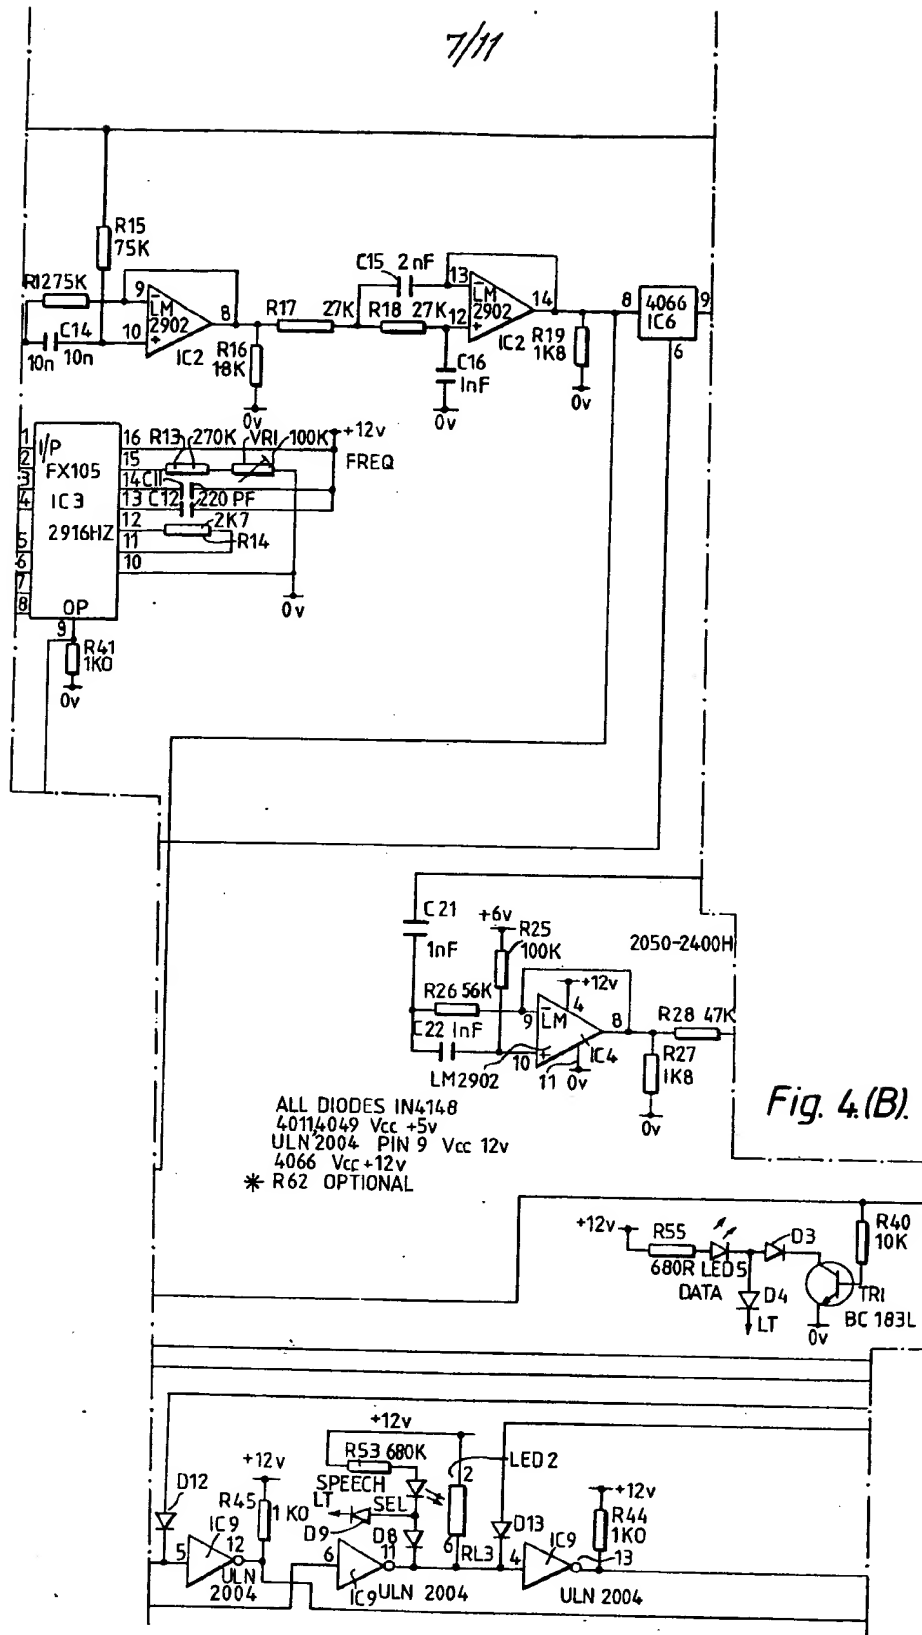 7/11
R15
75K
R12 75K
9
LM
2902
8
10
IC2
C14
10n
10n
R16
18K
0v
R17
27K
C15
2nF
R18
27K
13
LM
2902
14
12
IC2
C16
1nF
0v
R19
1K8
0v
8
4066
IC6
9
6
1
2
3
4
5
6
7
8
I/P
FX105
IC3
2916HZ
OP
9
16
15
14
13
12
11
10
R13
270K
VR1
100K
+12v
FREQ
C11
C12
220 PF
2K7
R14
0v
R41
1K0
0v
C21
1nF
+6v
R25
100K
2050-2400H
R26 56K
C22 1nF
9
LM
+12v
4
8
10
IC4
LM2902
11
0v
R28 47K
R27
1K8
0v
Fig. 4.(B).
ALL DIODES IN4148
4011,4049 Vcc +5v
ULN 2004 PIN 9 Vcc 12v
4066 Vcc +12v
* R62 OPTIONAL
+12v
R55
680R
LED5
DATA
D3
D4
LT
R40
10K
TR1
BC 183L
0v
D12
+12v
R45
1K0
5
IC9
12
ULN
2004
+12v
R53 680K
SPEECH
LT
SEL
D9
D8
2
LED2
6
RL3
6
IC9
11
ULN 2004
D13
4
IC9
13
+12v
R44
1K0
ULN 2004